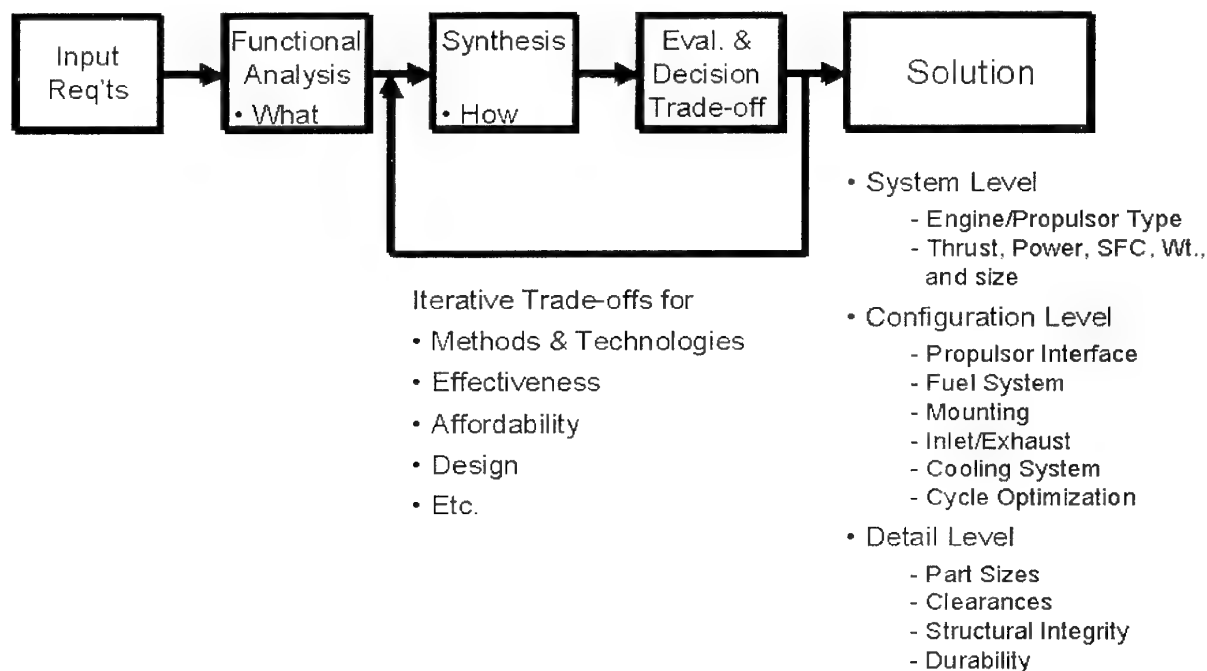 Input
Req'ts
Functional
Analysis
• What
Synthesis
• How
Eval. &
Decision
Trade-off
Solution
Iterative Trade-offs for
• Methods & Technologies
• Effectiveness
• Affordability
• Design
• Etc.
• System Level
- Engine/Propulsor Type
- Thrust, Power, SFC, Wt.,
and size
• Configuration Level
- Propulsor Interface
- Fuel System
- Mounting
- Inlet/Exhaust
- Cooling System
- Cycle Optimization
• Detail Level
- Part Sizes
- Clearances
- Structural Integrity
- Durability